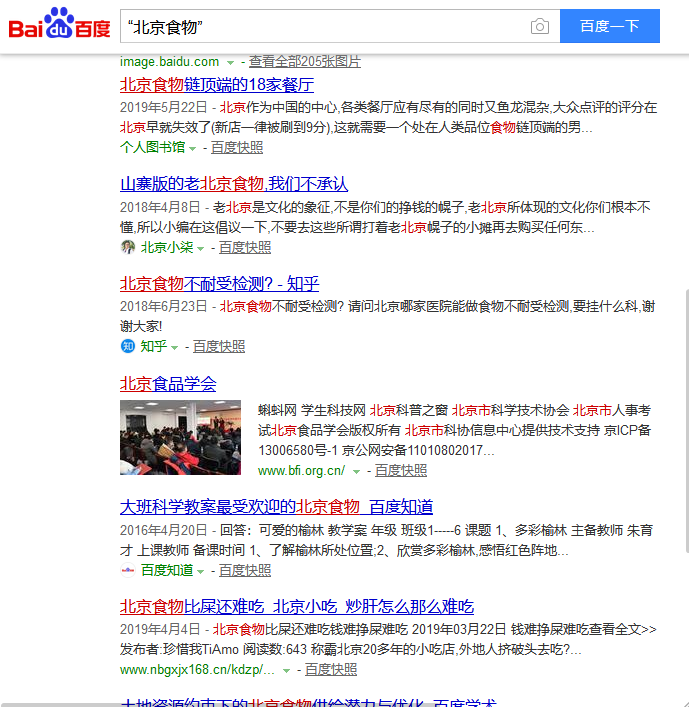 Bai du 百度
“北京食物”
百度一下
image.baidu.com - 查看全部205张图片
北京食物链顶端的18家餐厅
2019年5月22日 - 北京作为中国的中心,各类餐厅应有尽有的同时又鱼龙混杂,大众点评的评分在
北京早就失效了(新店一律被刷到9分),这就需要一个处在人类品位食物链顶端的男...
个人图书馆 - 百度快照
山寨版的老北京食物,我们不承认
2018年4月8日 - 老北京是文化的象征,不是你们的挣钱的幌子,老北京所体现的文化你们根本不
懂,所以小编在这倡议一下,不要去这些所谓打着老北京幌子的小摊再去购买任何东...
北京小柒 - 百度快照
北京食物不耐受检测? - 知乎
2018年6月23日 - 北京食物不耐受检测? 请问北京哪家医院能做食物不耐受检测,要挂什么科,谢
谢大家!
知 知乎 - 百度快照
北京食品学会
蝌蚪网 学生科技网 北京科普之窗 北京市科学技术协会 北京市人事考
试北京食品学会版权所有 北京市科协信息中心提供技术支持 京ICP备
13006580号-1 京公网安备11010802017...
www.bfi.org.cn/ - 百度快照
大班科学教案最受欢迎的北京食物_百度知道
2016年4月20日 - 回答：可爱的榆林 教学案 年级 班级1-----6 课题 1、多彩榆林 主备教师 朱育
才 上课教师 备课时间 1、了解榆林所处位置;2、欣赏多彩榆林,感悟红色阵地...
百度知道 - 百度快照
北京食物比屎还难吃_北京小吃_炒肝怎么那么难吃
2019年4月4日 - 北京食物比屎还难吃钱难挣屎难吃 2019年03月22日 钱难挣屎难吃查看全文>>
发布者:珍惜我TiAmo 阅读数:643 称霸北京20多年的小吃店,外地人挤破头去吃?...
www.nbgxjx168.cn/kdzp/... - 百度快照
土地资源约束下的北京食物供给潜力与优化_百度学术